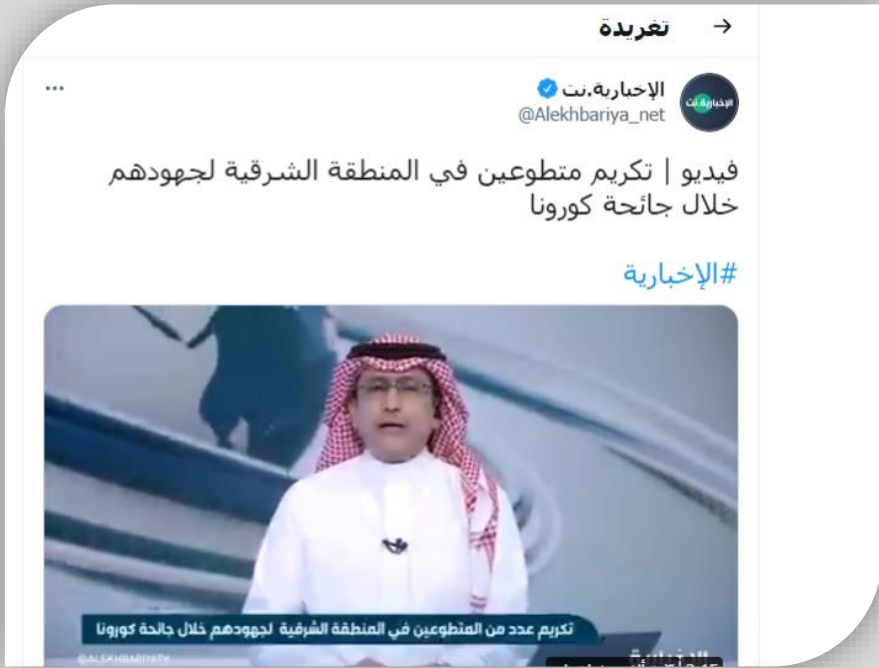 تغريدة
الإخبارية.نت
@Alekhbariya_net
فيديو | تكريم متطوعين في المنطقة الشرقية لجهودهم
خلال جائحة كورونا
#الإخبارية
تكريم عدد من المتطوعين في المنطقة الشرقية لجهودهم خلال جائحة كورونا
@ALEKHBARIYATV